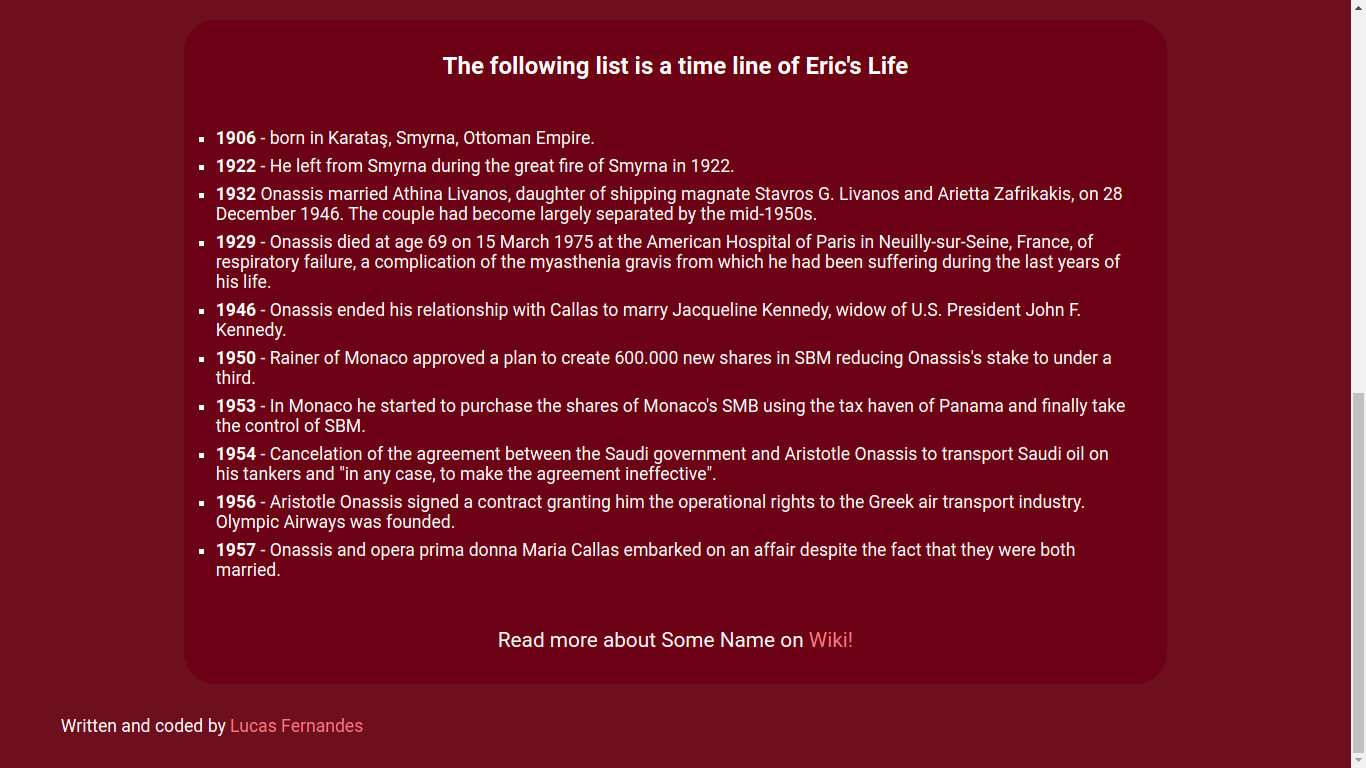 The following list is a time line of Eric's Life
1906 - born in Karataş, Smyrna, Ottoman Empire.
1922 - He left from Smyrna during the great fire of Smyrna in 1922.
1932 Onassis married Athina Livanos, daughter of shipping magnate Stavros G. Livanos and Arietta Zafrikakis, on 28
December 1946. The couple had become largely separated by the mid-1950s.
1929 - Onassis died at age 69 on 15 March 1975 at the American Hospital of Paris in Neuilly-sur-Seine, France, of
respiratory failure, a complication of the myasthenia gravis from which he had been suffering during the last years of
his life.
1946 - Onassis ended his relationship with Callas to marry Jacqueline Kennedy, widow of U.S. President John F.
Kennedy.
1950 - Rainer of Monaco approved a plan to create 600.000 new shares in SBM reducing Onassis's stake to under a
third.
1953 - In Monaco he started to purchase the shares of Monaco's SMB using the tax haven of Panama and finally take
the control of SBM.
1954 - Cancelation of the agreement between the Saudi government and Aristotle Onassis to transport Saudi oil on
his tankers and "in any case, to make the agreement ineffective".
1956 - Aristotle Onassis signed a contract granting him the operational rights to the Greek air transport industry.
Olympic Airways was founded.
1957 - Onassis and opera prima donna Maria Callas embarked on an affair despite the fact that they were both
married.
Read more about Some Name on Wiki!
Written and coded by Lucas Fernandes